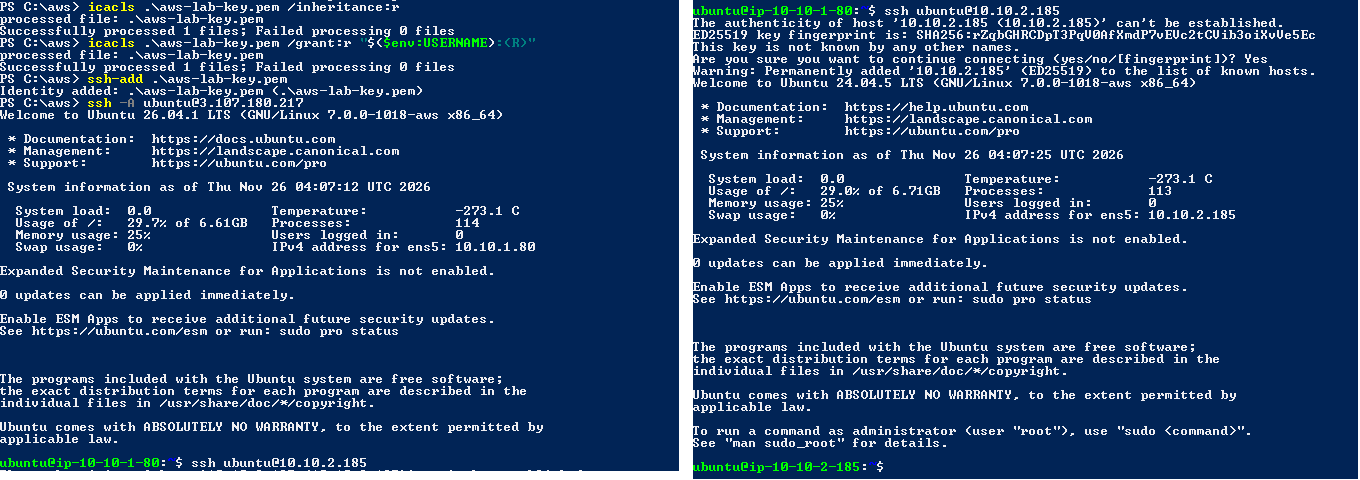 PS C:\aws> icacls .\aws-lab-key.pem /inheritance:r
processed file: .\aws-lab-key.pem
Successfully processed 1 files; Failed processing 0 files
PS C:\aws> icacls .\aws-lab-key.pem /grant:r "$($env:USERNAME):(R)"
processed file: .\aws-lab-key.pem
Successfully processed 1 files; Failed processing 0 files
PS C:\aws> ssh-add .\aws-lab-key.pem
Identity added: .\aws-lab-key.pem (.\aws-lab-key.pem)
PS C:\aws> ssh -A ubuntu@3.107.180.217
Welcome to Ubuntu 26.04.1 LTS (GNU/Linux 7.0.0-1018-aws x86_64)
* Documentation: https://docs.ubuntu.com
* Management: https://landscape.canonical.com
* Support: https://ubuntu.com/pro
System information as of Thu Nov 26 04:07:12 UTC 2026
System load: 0.0 Temperature: -273.1 C
Usage of /: 29.7% of 6.61GB Processes: 114
Memory usage: 25% Users logged in: 0
Swap usage: 0% IPv4 address for ens5: 10.10.1.80
Expanded Security Maintenance for Applications is not enabled.
0 updates can be applied immediately.
Enable ESM Apps to receive additional future security updates.
See https://ubuntu.com/esm or run: sudo pro status
The programs included with the Ubuntu system are free software;
the exact distribution terms for each program are described in the
individual files in /usr/share/doc/*/copyright.
Ubuntu comes with ABSOLUTELY NO WARRANTY, to the extent permitted by
applicable law.
ubuntu@ip-10-10-1-80:~$ ssh ubuntu@10.10.2.185
ubuntu@ip-10-10-1-80:~$ ssh ubuntu@10.10.2.185
The authenticity of host '10.10.2.185 (10.10.2.185)' can't be established.
ED25519 key fingerprint is: SHA256:rZqbGHRCDpT3PqV0AfXmdP7vEVc2tCVib3oiXvVe5Ec
This key is not known by any other names.
Are you sure you want to continue connecting (yes/no/[fingerprint])? Yes
Warning: Permanently added '10.10.2.185' (ED25519) to the list of known hosts.
Welcome to Ubuntu 24.04.5 LTS (GNU/Linux 7.0.0-1018-aws x86_64)
* Documentation: https://help.ubuntu.com
* Management: https://landscape.canonical.com
* Support: https://ubuntu.com/pro
System information as of Thu Nov 26 04:07:25 UTC 2026
System load: 0.0 Temperature: -273.1 C
Usage of /: 29.0% of 6.71GB Processes: 113
Memory usage: 25% Users logged in: 0
Swap usage: 0% IPv4 address for ens5: 10.10.2.185
Expanded Security Maintenance for Applications is not enabled.
0 updates can be applied immediately.
Enable ESM Apps to receive additional future security updates.
See https://ubuntu.com/esm or run: sudo pro status
The programs included with the Ubuntu system are free software;
the exact distribution terms for each program are described in the
individual files in /usr/share/doc/*/copyright.
Ubuntu comes with ABSOLUTELY NO WARRANTY, to the extent permitted by
applicable law.
To run a command as administrator (user "root"), use "sudo <command>".
See "man sudo_root" for details.
ubuntu@ip-10-10-2-185:~$